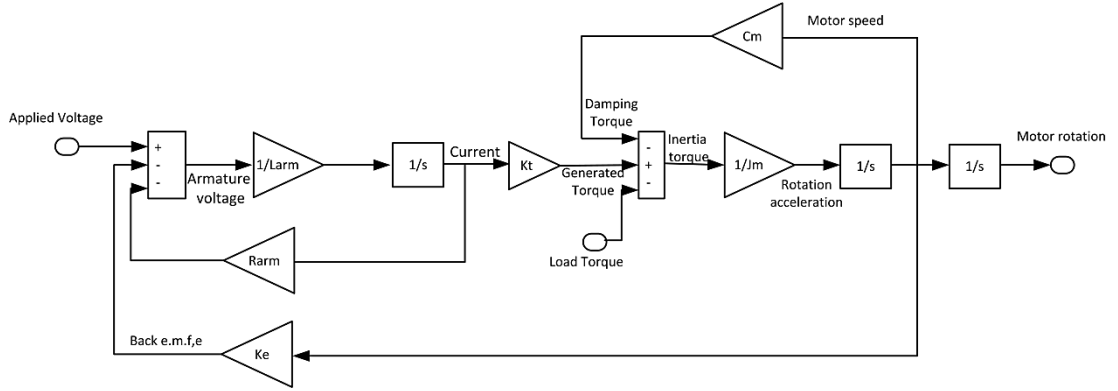 Motor speed
Cm
Damping
Torque
Applied Voltage
+
-
-
1/Larm
Armature
voltage
1/s
Current
Kt
Generated
Torque
-
+
-
Inertia
torque
1/Jm
Rotation
acceleration
1/s
1/s
Motor rotation
Load Torque
Rarm
Back e.m.f,e
Ke